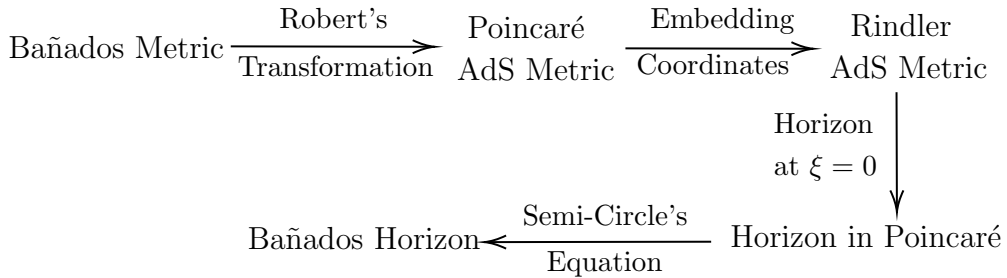 Bañados Metric
Robert's
Transformation
Poincaré
AdS Metric
Embedding
Coordinates
Rindler
AdS Metric
Horizon
at ξ = 0
Horizon in Poincaré
Semi-Circle's
Equation
Bañados Horizon